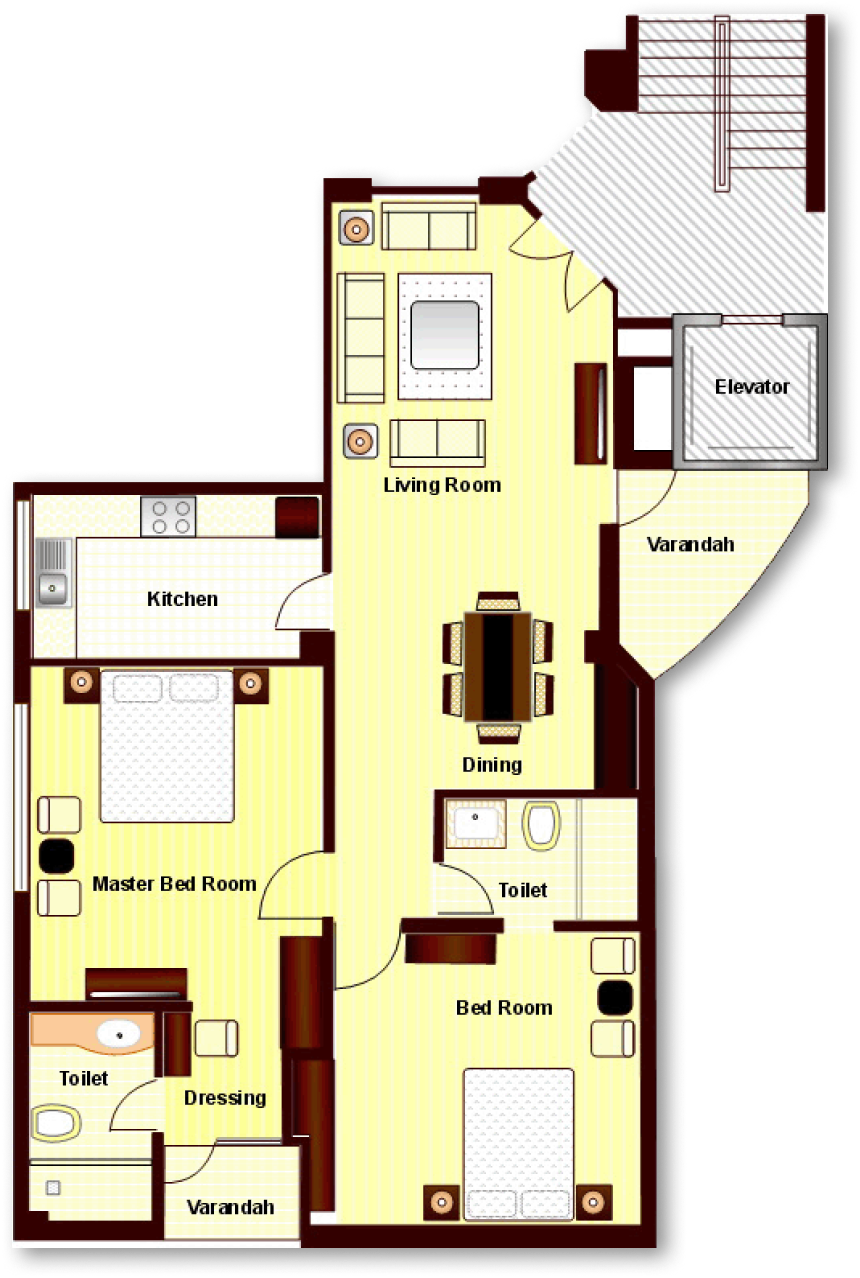 Elevator
Living Room
Varandah
Kitchen
Dining
Master Bed Room
Toilet
Bed Room
Toilet
Dressing
Varandah